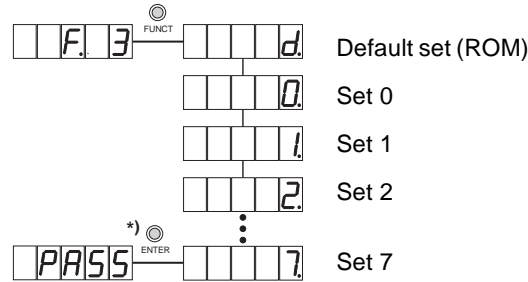 FUNCT
F. 3 d. Default set (ROM)
0. Set 0
1. Set 1
2. Set 2
*)
ENTER
PASS 7. Set 7